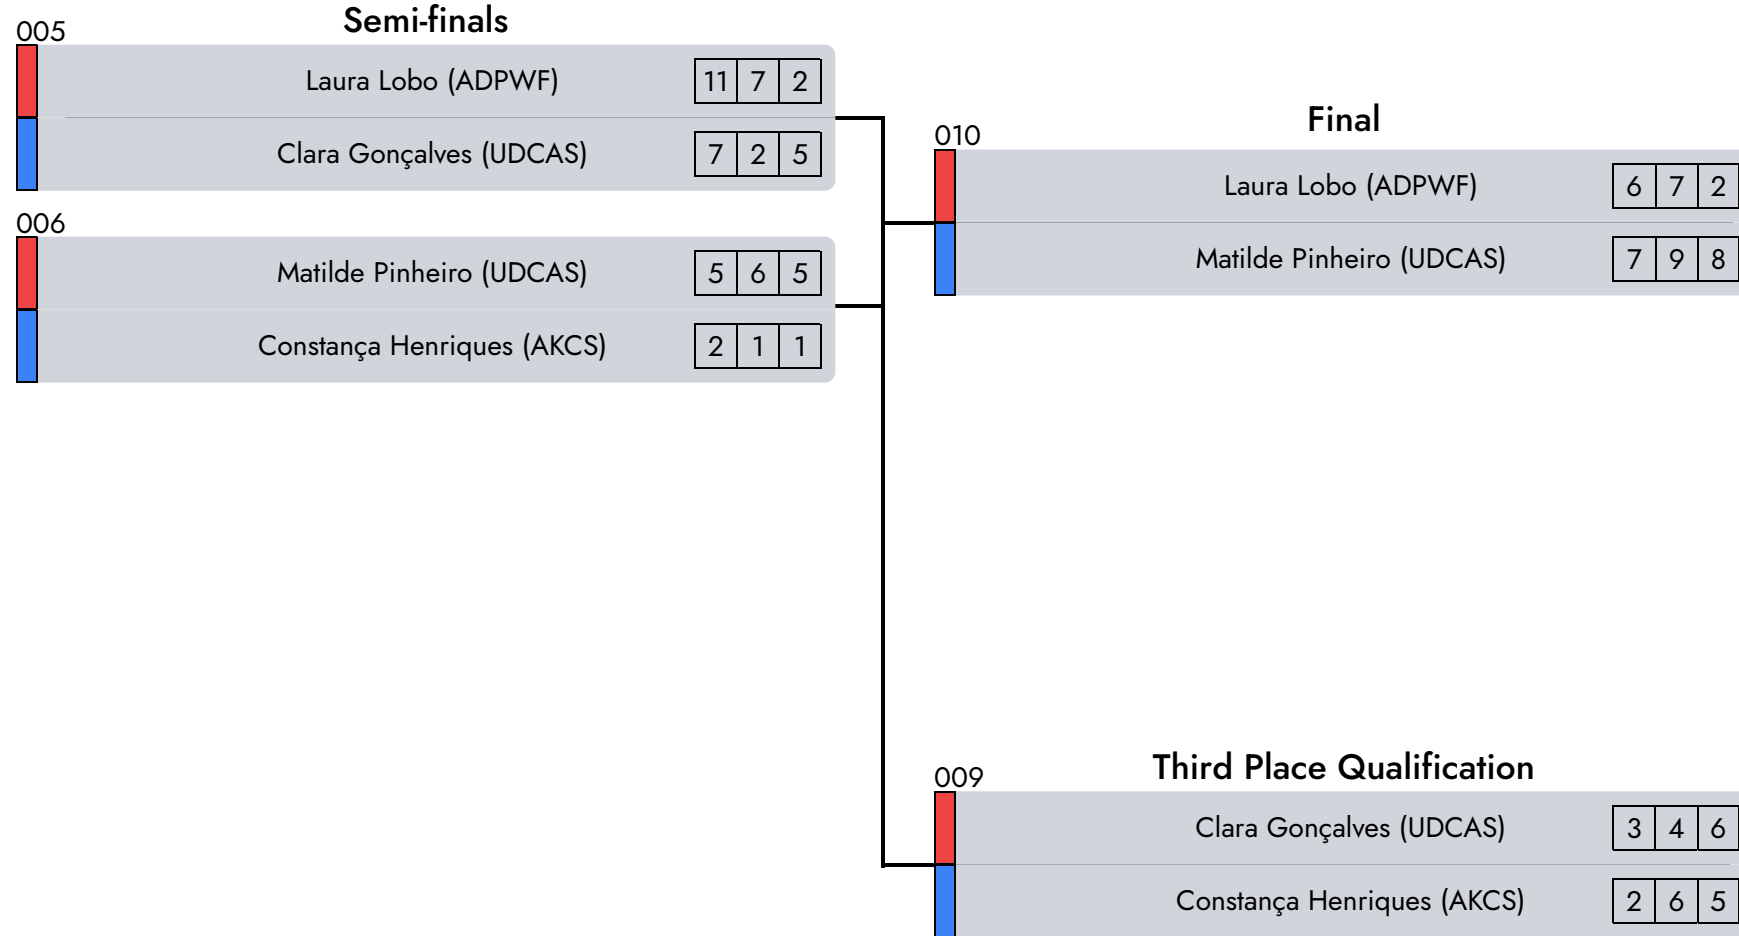 Semi-finals
005
Laura Lobo (ADPWF) 11 7 2
Clara Gonçalves (UDCAS) 7 2 5
006
Matilde Pinheiro (UDCAS) 5 6 5
Constança Henriques (AKCS) 2 1 1
Final
010
Laura Lobo (ADPWF) 6 7 2
Matilde Pinheiro (UDCAS) 7 9 8
Third Place Qualification
009
Clara Gonçalves (UDCAS) 3 4 6
Constança Henriques (AKCS) 2 6 5